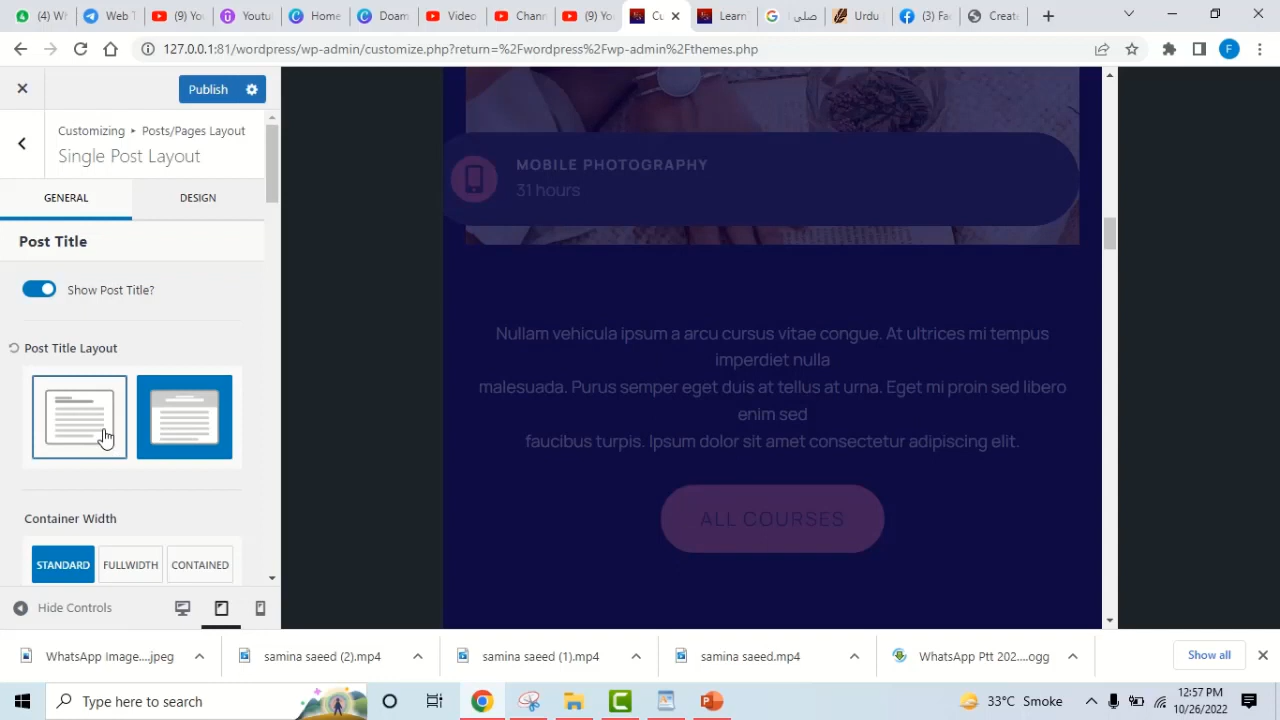 (4) W
Wel T
(9) Yo
Youtu
Home
Doam
Video
Chann
(9) Yo
Cu
Learn
صلى ا
Urdu
(3) Fa
Creat
127.0.0.1:81/wordpress/wp-admin/customize.php?return=%2Fwordpress%2Fwp-admin%2Fthemes.php
F
Publish
Customizing ▸ Posts/Pages Layout
Single Post Layout
GENERAL
DESIGN
Post Title
Show Post Title?
Post Title Layout
Container Width
STANDARD
FULLWIDTH
CONTAINED
Hide Controls
MOBILE PHOTOGRAPHY
31 hours
Nullam vehicula ipsum a arcu cursus vitae congue. At ultrices mi tempus
imperdiet nulla
malesuada. Purus semper eget duis at tellus at urna. Eget mi proin sed libero
enim sed
faucibus turpis. Ipsum dolor sit amet consectetur adipiscing elit.
ALL COURSES
WhatsApp Image....jpeg
samina saeed (2).mp4
samina saeed (1).mp4
samina saeed.mp4
WhatsApp Ptt 202....ogg
Show all
Type here to search
33°C Smoke
12:57 PM
10/26/2022